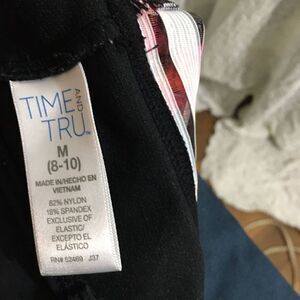 TIME AND
TRU™
M
(8-10)
MADE IN/HECHO EN
VIETNAM
82% NYLON
18% SPANDEX
EXCLUSIVE OF
ELASTIC/
EXCEPTO EL
ELÁSTICO
RN# 52469 J37